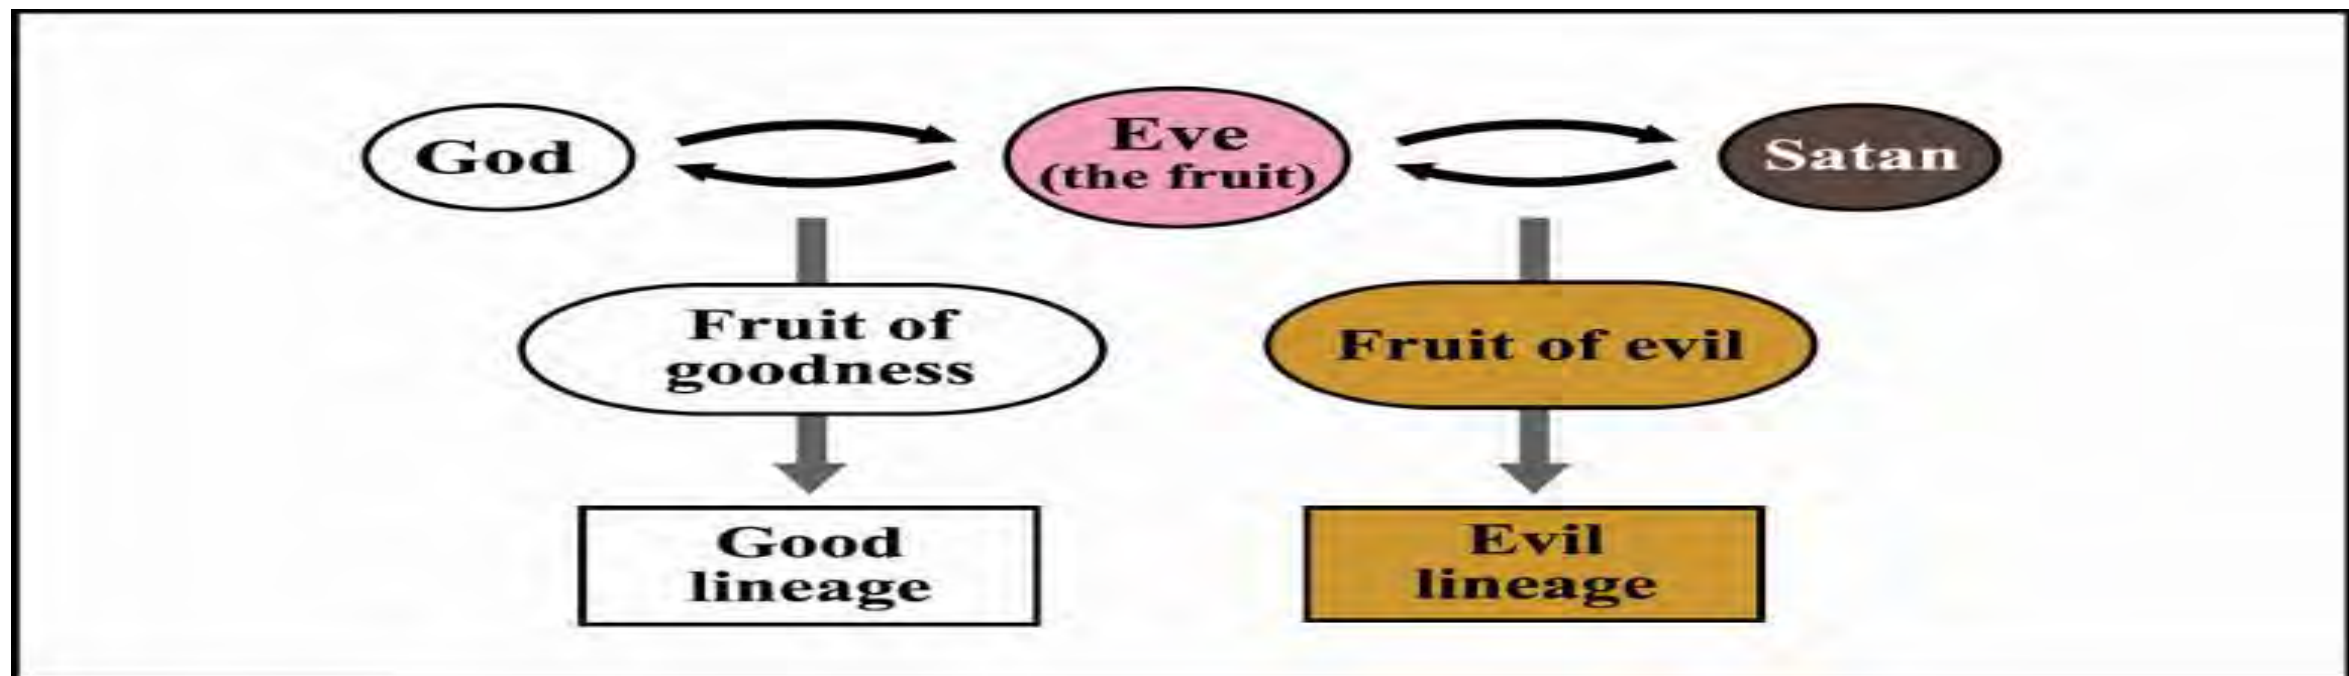 God
Eve
(the fruit)
Satan
Fruit of
goodness
Fruit of evil
Good
lineage
Evil
lineage